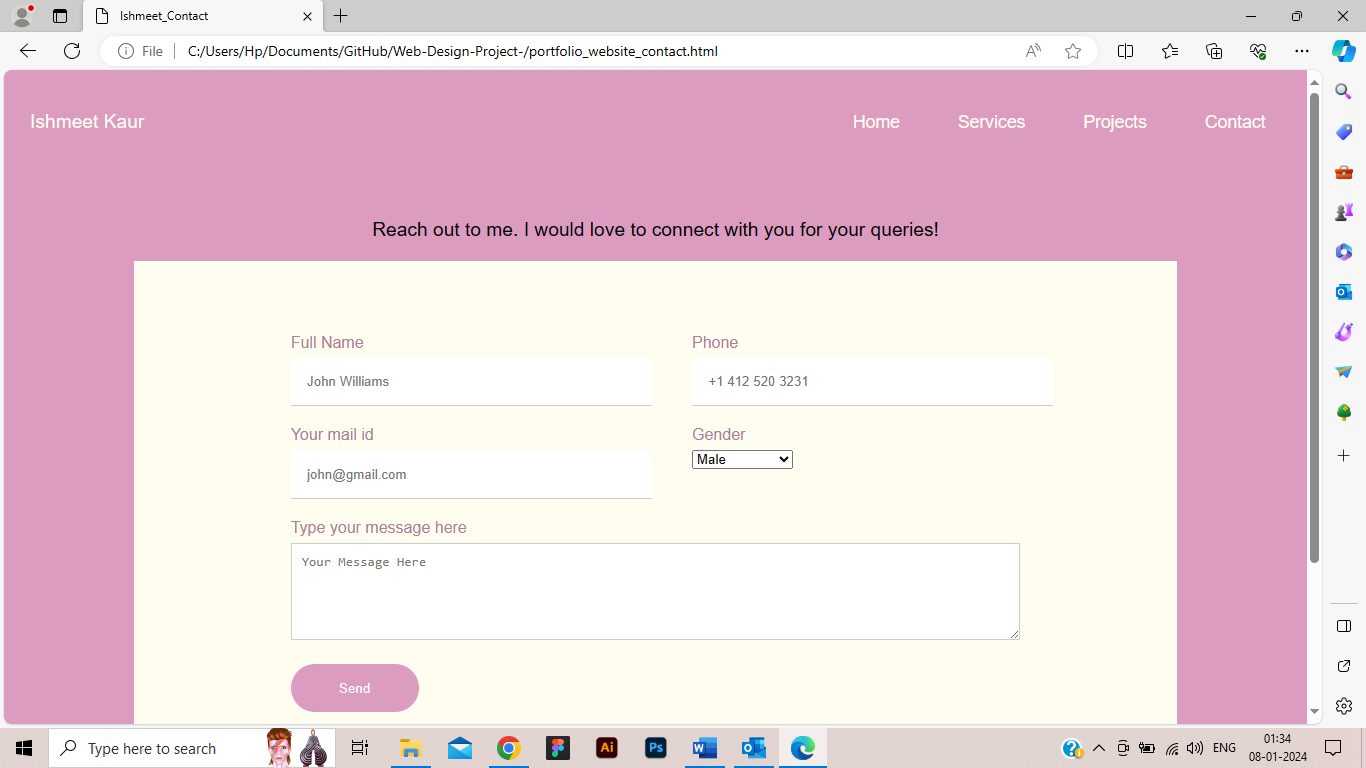 Ishmeet_Contact
File
C:/Users/Hp/Documents/GitHub/Web-Design-Project-/portfolio_website_contact.html
Ishmeet Kaur
Home Services Projects Contact
Reach out to me. I would love to connect with you for your queries!
Full Name Phone
John Williams +1 412 520 3231
Your mail id Gender
john@gmail.com Male
Type your message here
Your Message Here
Send
Type here to search
Ai Ps W
ENG
01:34
08-01-2024